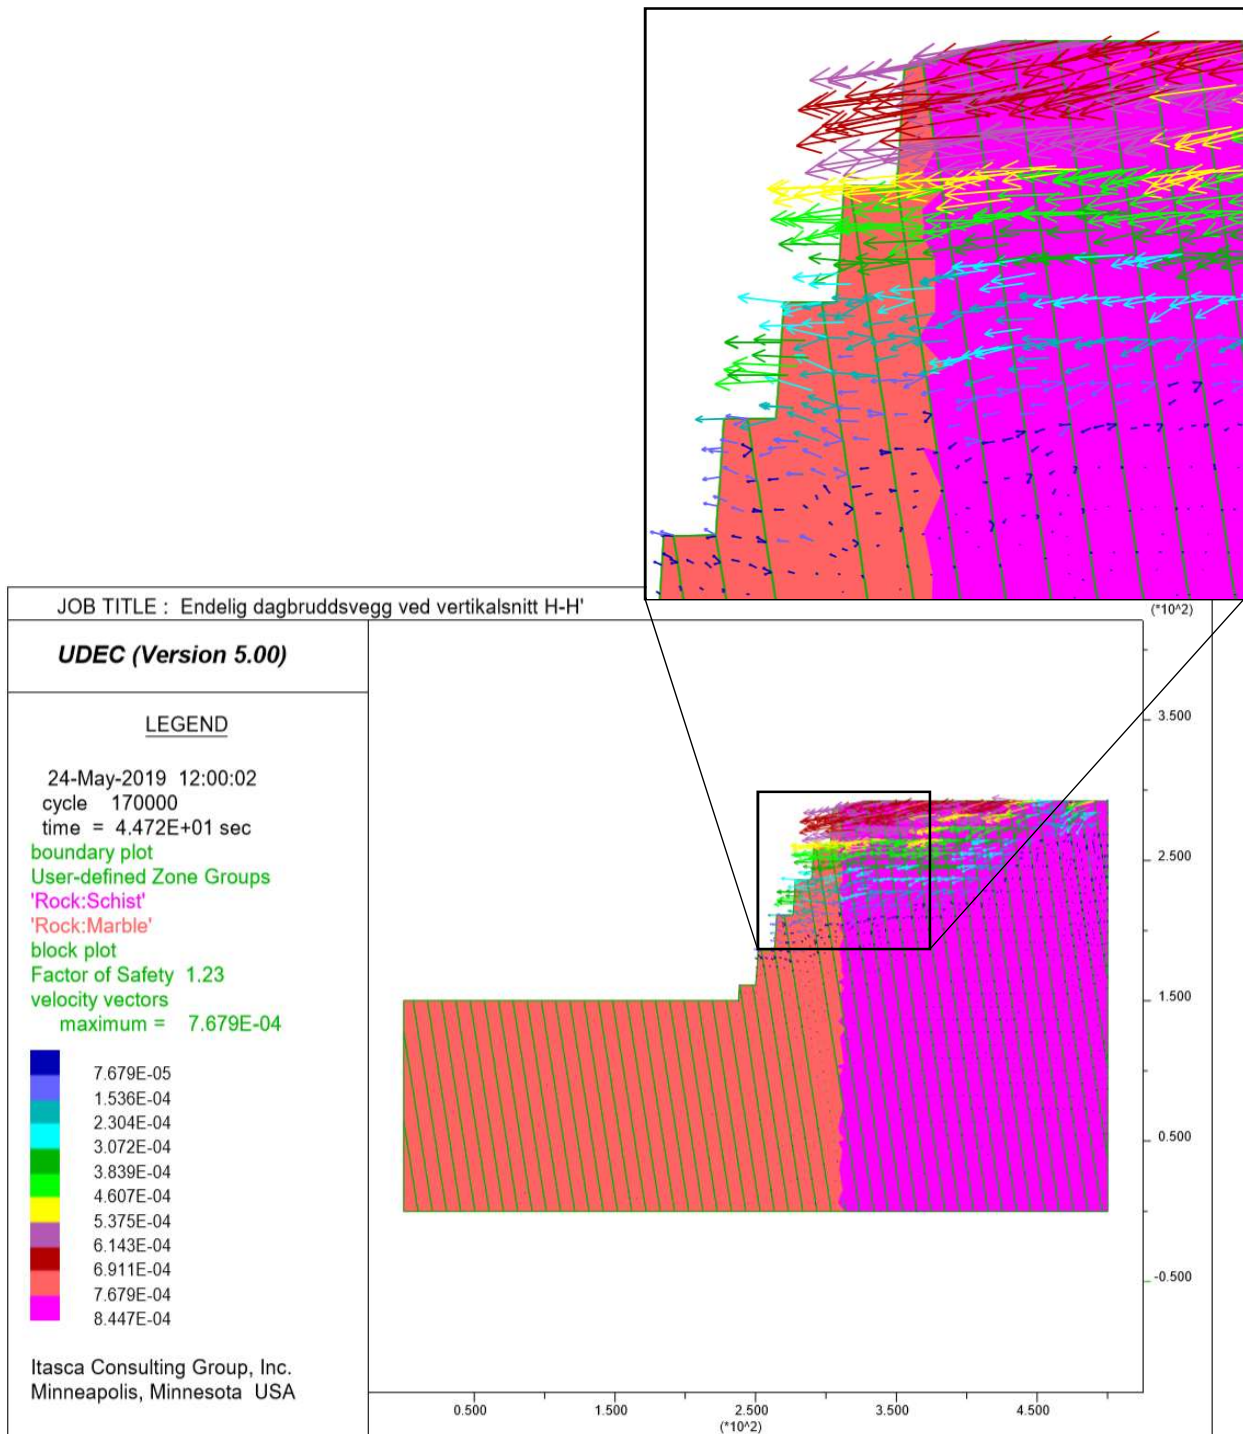 JOB TITLE : Endelig dagbruddsvegg ved vertikalsnitt H-H'
(*10^2)
UDEC (Version 5.00)
LEGEND
24-May-2019 12:00:02
cycle 170000
time = 4.472E+01 sec
boundary plot
User-defined Zone Groups
'Rock:Schist'
'Rock:Marble'
block plot
Factor of Safety 1.23
velocity vectors
maximum = 7.679E-04
7.679E-05
1.536E-04
2.304E-04
3.072E-04
3.839E-04
4.607E-04
5.375E-04
6.143E-04
6.911E-04
7.679E-04
8.447E-04
Itasca Consulting Group, Inc.
Minneapolis, Minnesota USA
3.500
2.500
1.500
0.500
-0.500
0.500 1.500 2.500 3.500 4.500
(*10^2)